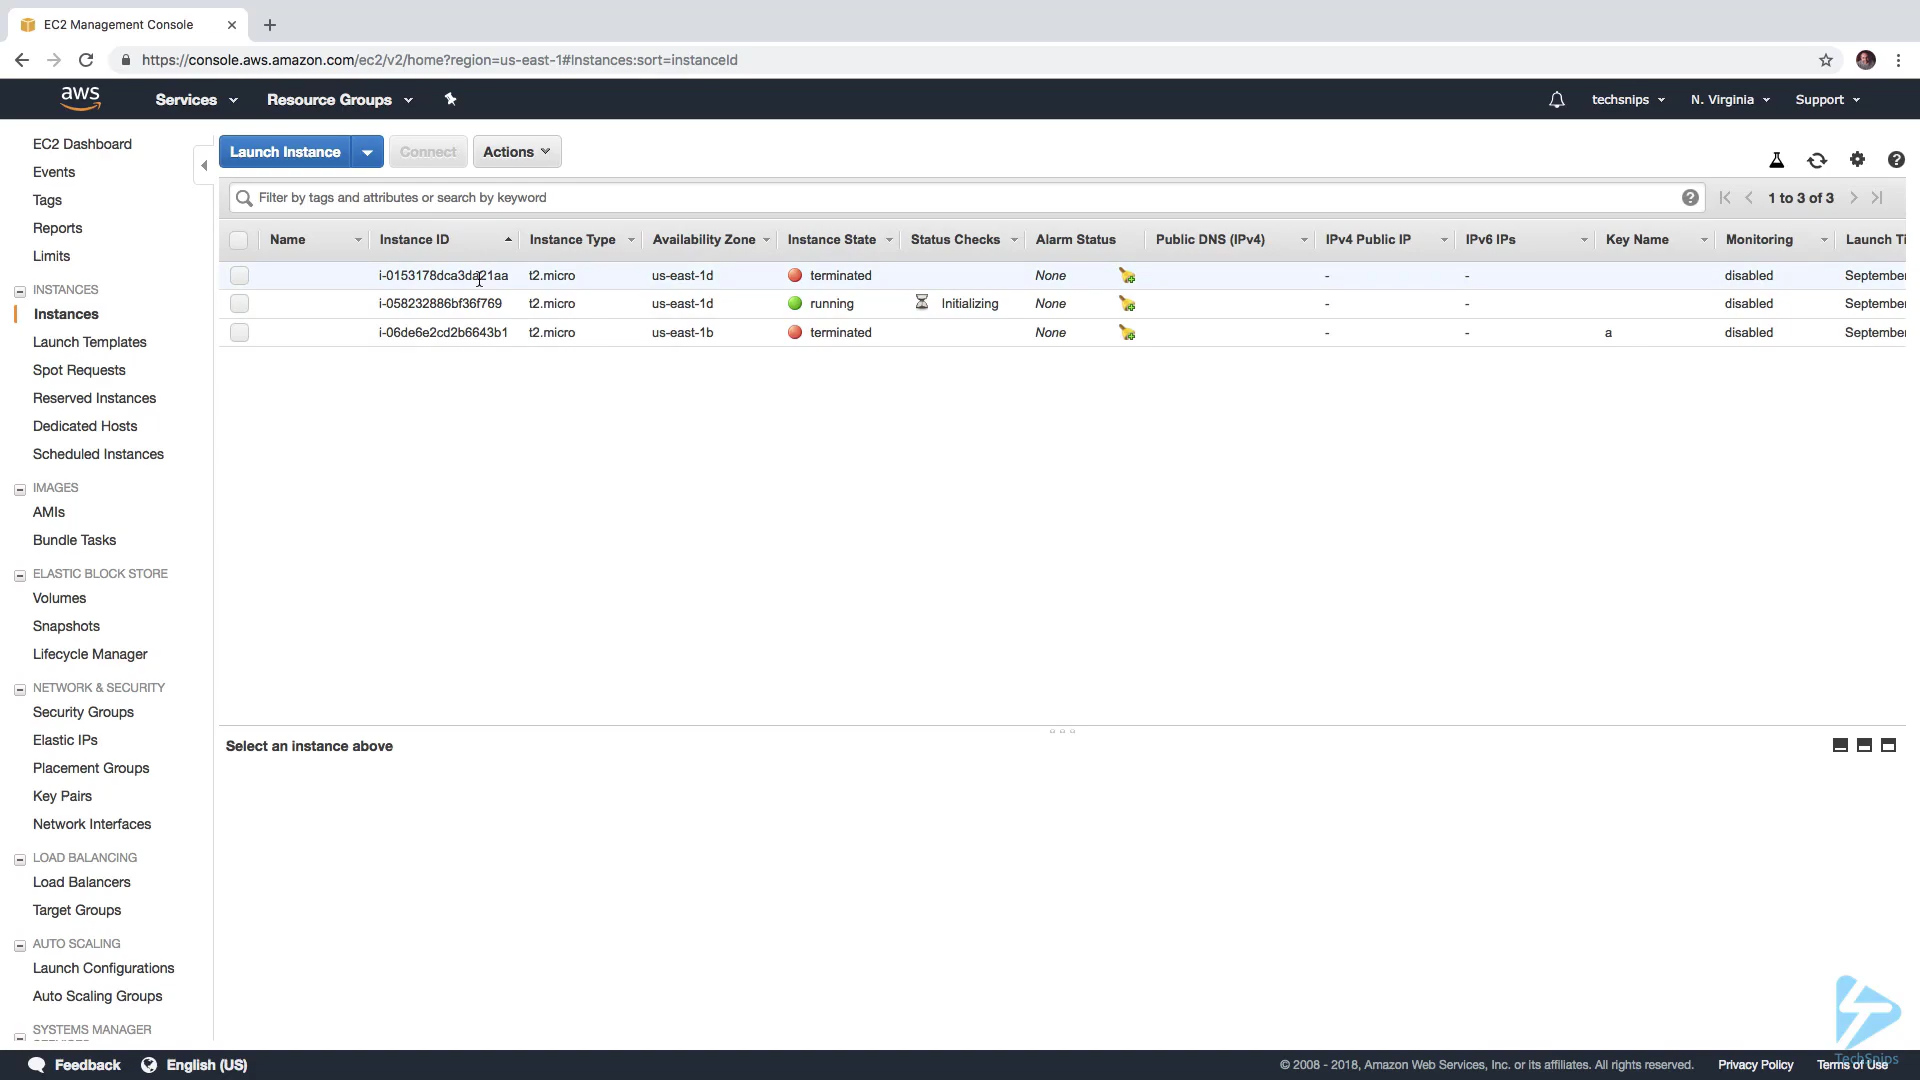 EC2 Management Console
https://console.aws.amazon.com/ec2/v2/home?region=us-east-1#Instances:sort=instanceId
aws Services Resource Groups techsnips N. Virginia Support
EC2 Dashboard
Events
Tags
Reports
Limits
INSTANCES
Instances
Launch Templates
Spot Requests
Reserved Instances
Dedicated Hosts
Scheduled Instances
IMAGES
AMIs
Bundle Tasks
ELASTIC BLOCK STORE
Volumes
Snapshots
Lifecycle Manager
NETWORK & SECURITY
Security Groups
Elastic IPs
Placement Groups
Key Pairs
Network Interfaces
LOAD BALANCING
Load Balancers
Target Groups
AUTO SCALING
Launch Configurations
Auto Scaling Groups
SYSTEMS MANAGER
Launch Instance Connect Actions
Filter by tags and attributes or search by keyword 1 to 3 of 3
Name Instance ID Instance Type Availability Zone Instance State Status Checks Alarm Status Public DNS (IPv4) IPv4 Public IP IPv6 IPs Key Name Monitoring Launch Ti
i-0153178dca3da21aa t2.micro us-east-1d terminated None - - disabled September
i-058232886bf36f769 t2.micro us-east-1d running Initializing None - - disabled September
i-06de6e2cd2b6643b1 t2.micro us-east-1b terminated None - - a disabled September
Select an instance above
TechSnips
Feedback English (US) © 2008 - 2018, Amazon Web Services, Inc. or its affiliates. All rights reserved. Privacy Policy Terms of Use